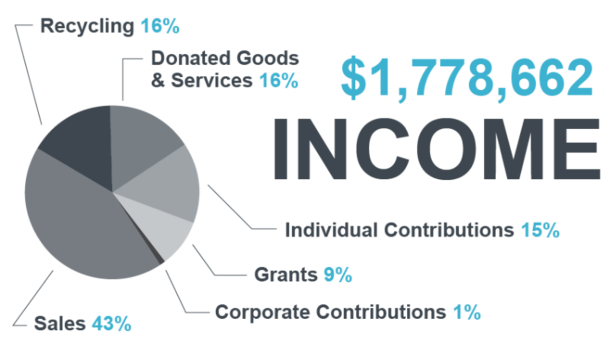 Recycling 16%
Donated Goods
& Services 16%
$1,778,662
INCOME
Individual Contributions 15%
Grants 9%
Corporate Contributions 1%
Sales 43%